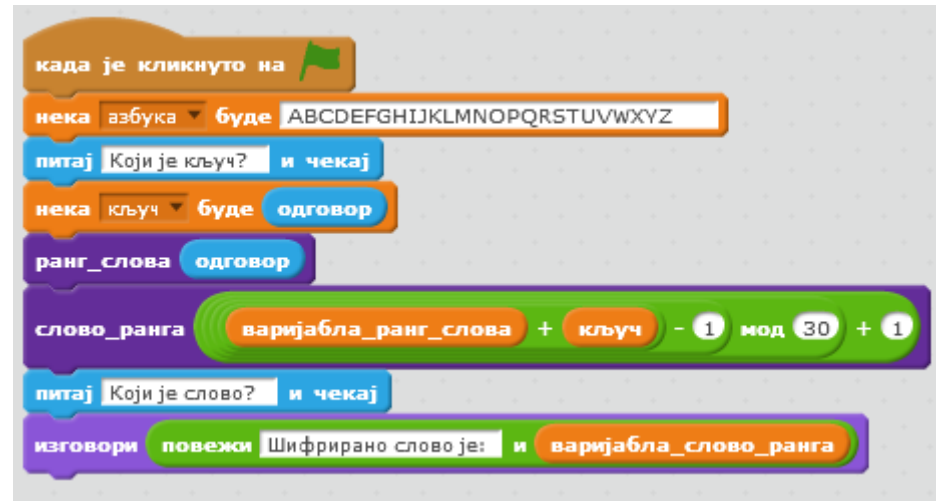 када је кликнуто на
нека азбука буде ABCDEFGHIJKLMNOPQRSTUVWXYZ
питај Који је кључ? и чекај
нека кључ буде одговор
ранг_слова одговор
слово_ранга варијабла_ранг_слова + кључ - 1 мод 30 + 1
питај Који је слово? и чекај
изговори повежи Шифрирано слово је: и варијабла_слово_ранга